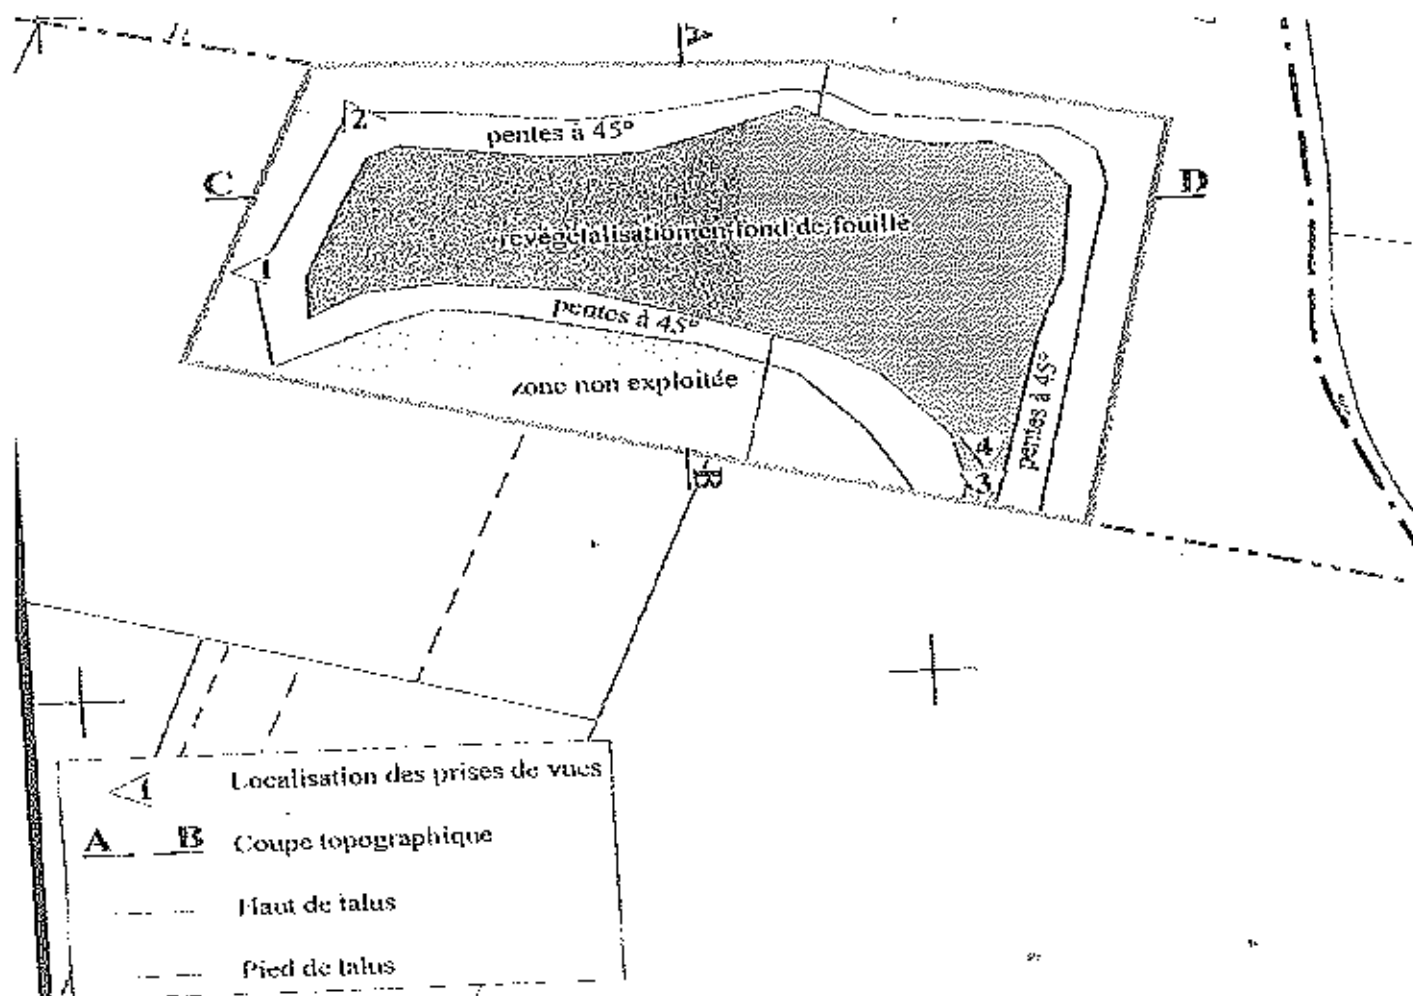 A
2
pentes à 45°
C
D
revégétalisation en fond de fouille
1
pentes à 45°
zone non exploitée
pentes à 45°
4
3
B
1 Localisation des prises de vues
A B Coupe topographique
Haut de talus
Pied de talus